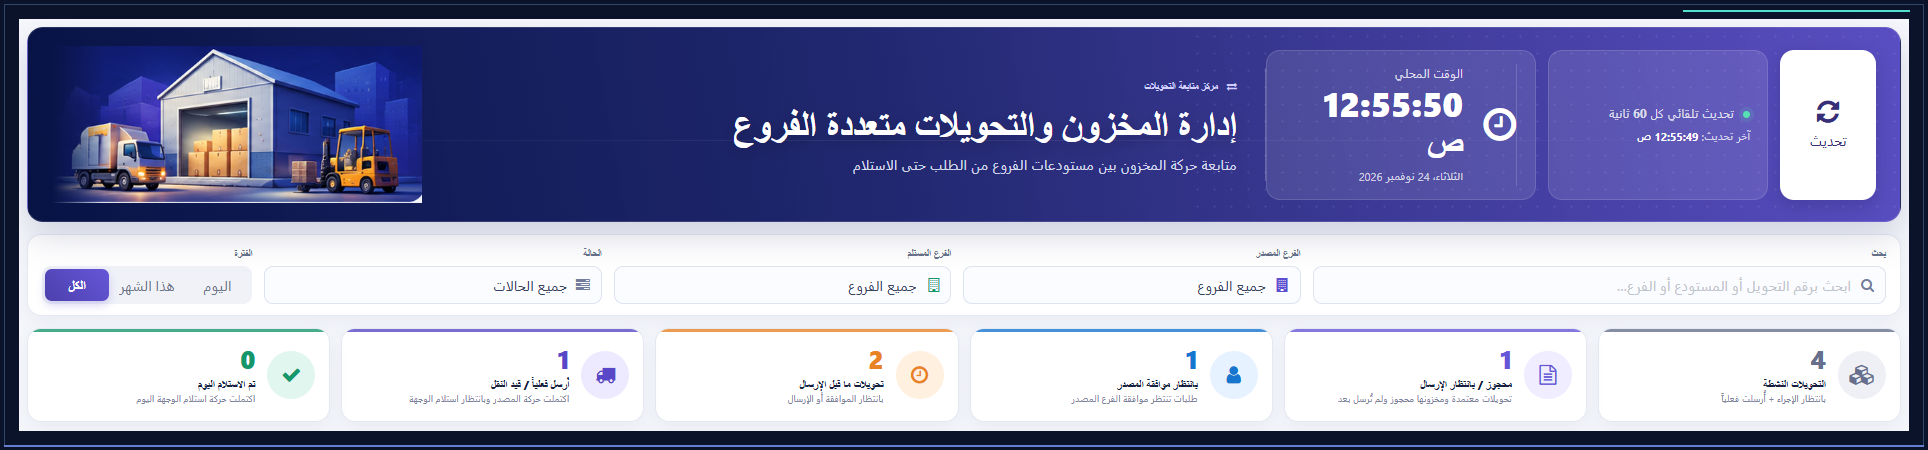 تحديث
تحديث تلقائي كل 60 ثانية
آخر تحديث: 12:55:49 ص
الوقت المحلي
12:55:50
ص
الثلاثاء، 24 نوفمبر 2026
مركز متابعة التحويلات
إدارة المخزون والتحويلات متعددة الفروع
متابعة حركة المخزون بين مستودعات الفروع من الطلب حتى الاستلام
بحث
ابحث برقم التحويل أو المستودع أو الفرع...
الفرع المصدر
جميع الفروع
الفرع المستلم
جميع الفروع
الحالة
جميع الحالات
الفترة
اليوم
هذا الشهر
الكل
4
التحويلات النشطة
بانتظار الإجراء + أُرسلت فعلياً
1
محجوز / بانتظار الإرسال
تحويلات معتمدة ومخزونها محجوز ولم تُرسل بعد
1
بانتظار موافقة المصدر
طلبات تنتظر موافقة الفرع المصدر
2
تحويلات ما قبل الإرسال
بانتظار الموافقة أو الإرسال
1
أُرسل فعلياً / قيد النقل
اكتملت حركة المصدر وبانتظار استلام الوجهة
0
تم الاستلام اليوم
اكتملت حركة استلام الوجهة اليوم